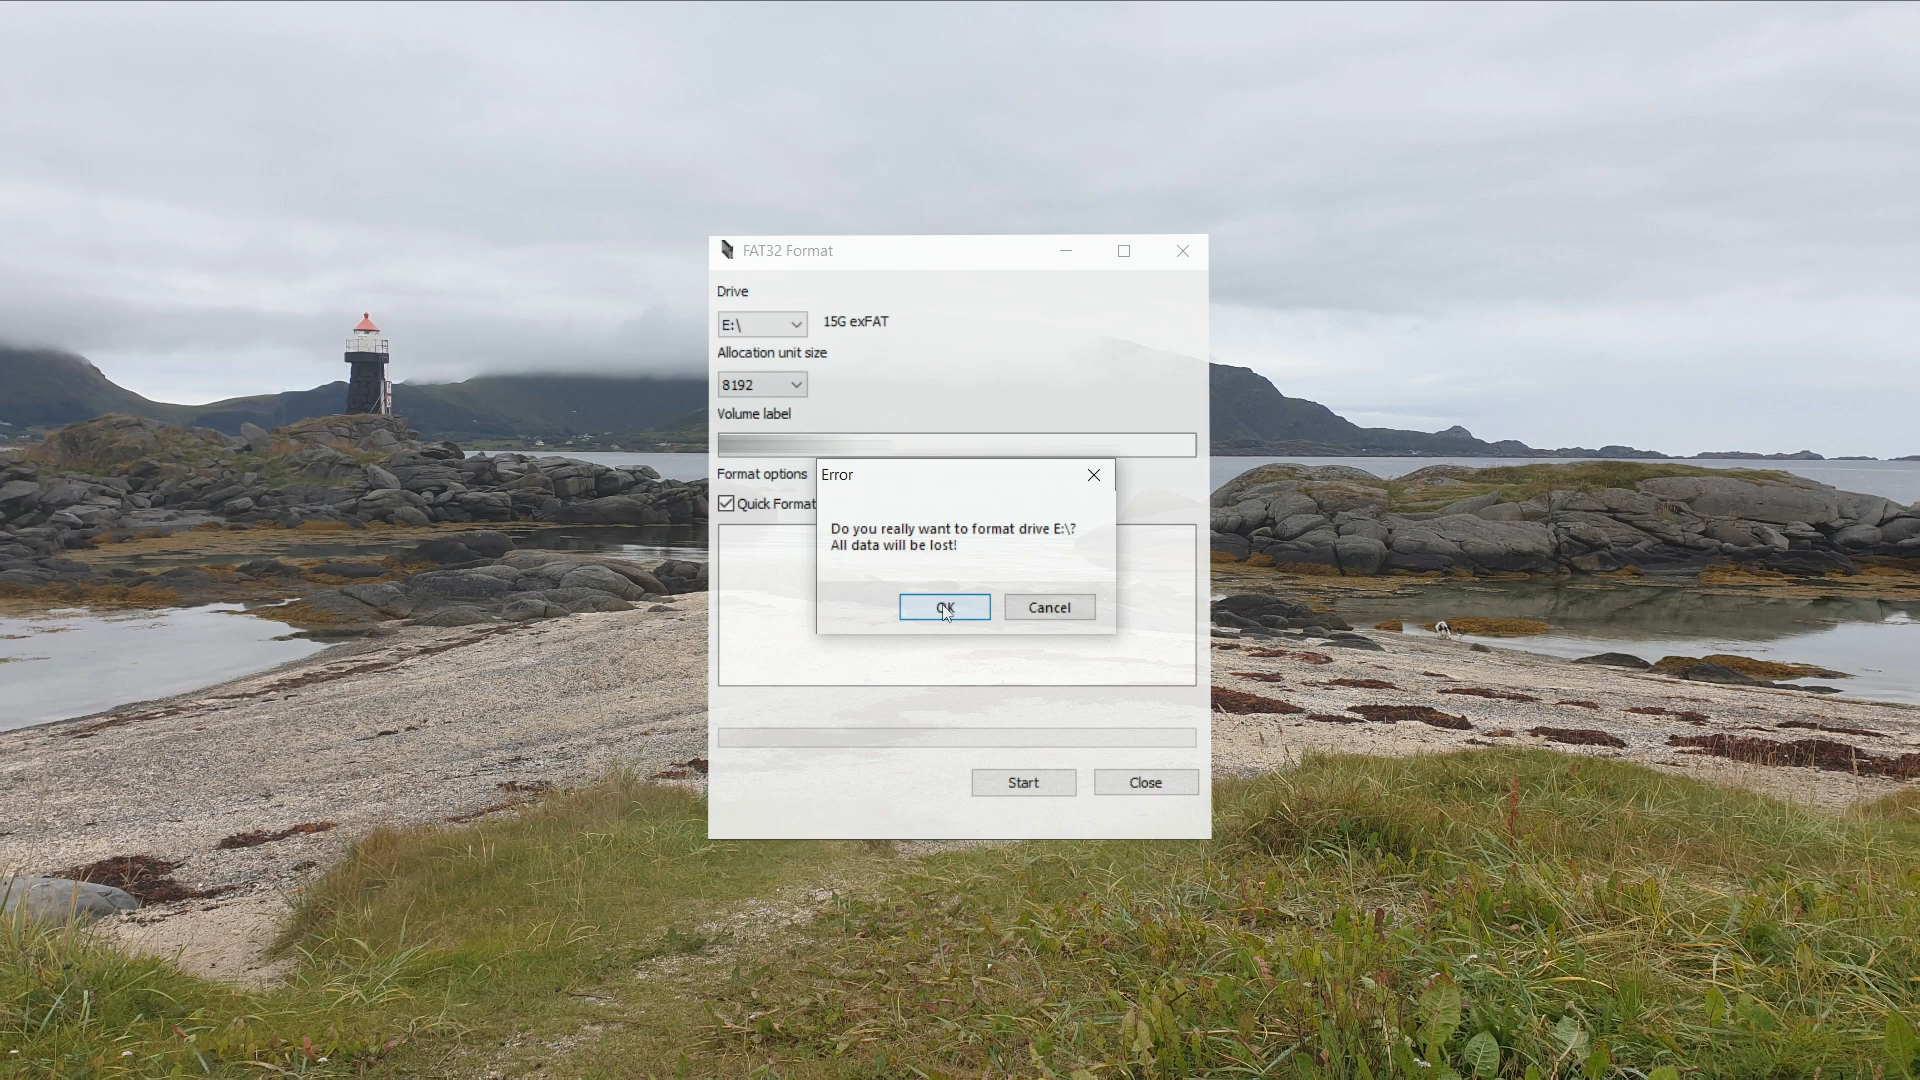 FAT32 Format
Drive
E:\
15G exFAT
Allocation unit size
8192
Volume label
Format options
Quick Format
Error
Do you really want to format drive E:\?
All data will be lost!
OK
Cancel
Start
Close